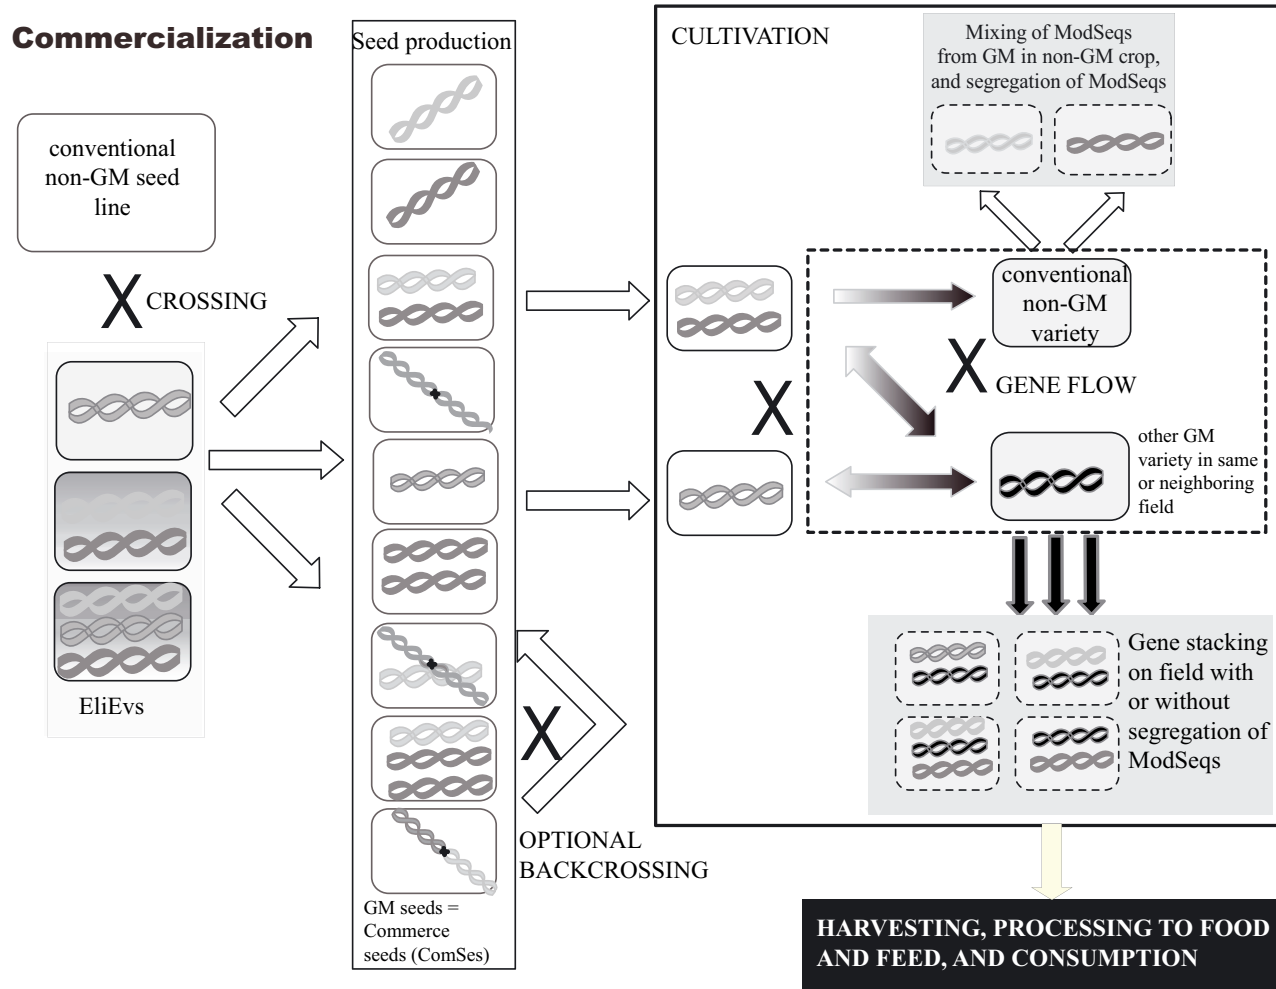 Commercialization
conventional
non-GM seed
line
X CROSSING
EliEvs
Seed production
GM seeds =
Commerce
seeds (ComSes)
X
OPTIONAL
BACKCROSSING
CULTIVATION
Mixing of ModSeqs
from GM in non-GM crop,
and segregation of ModSeqs
X
conventional
non-GM
variety
X GENE FLOW
other GM
variety in same
or neighboring
field
Gene stacking
on field with
or without
segregation of
ModSeqs
HARVESTING, PROCESSING TO FOOD
AND FEED, AND CONSUMPTION